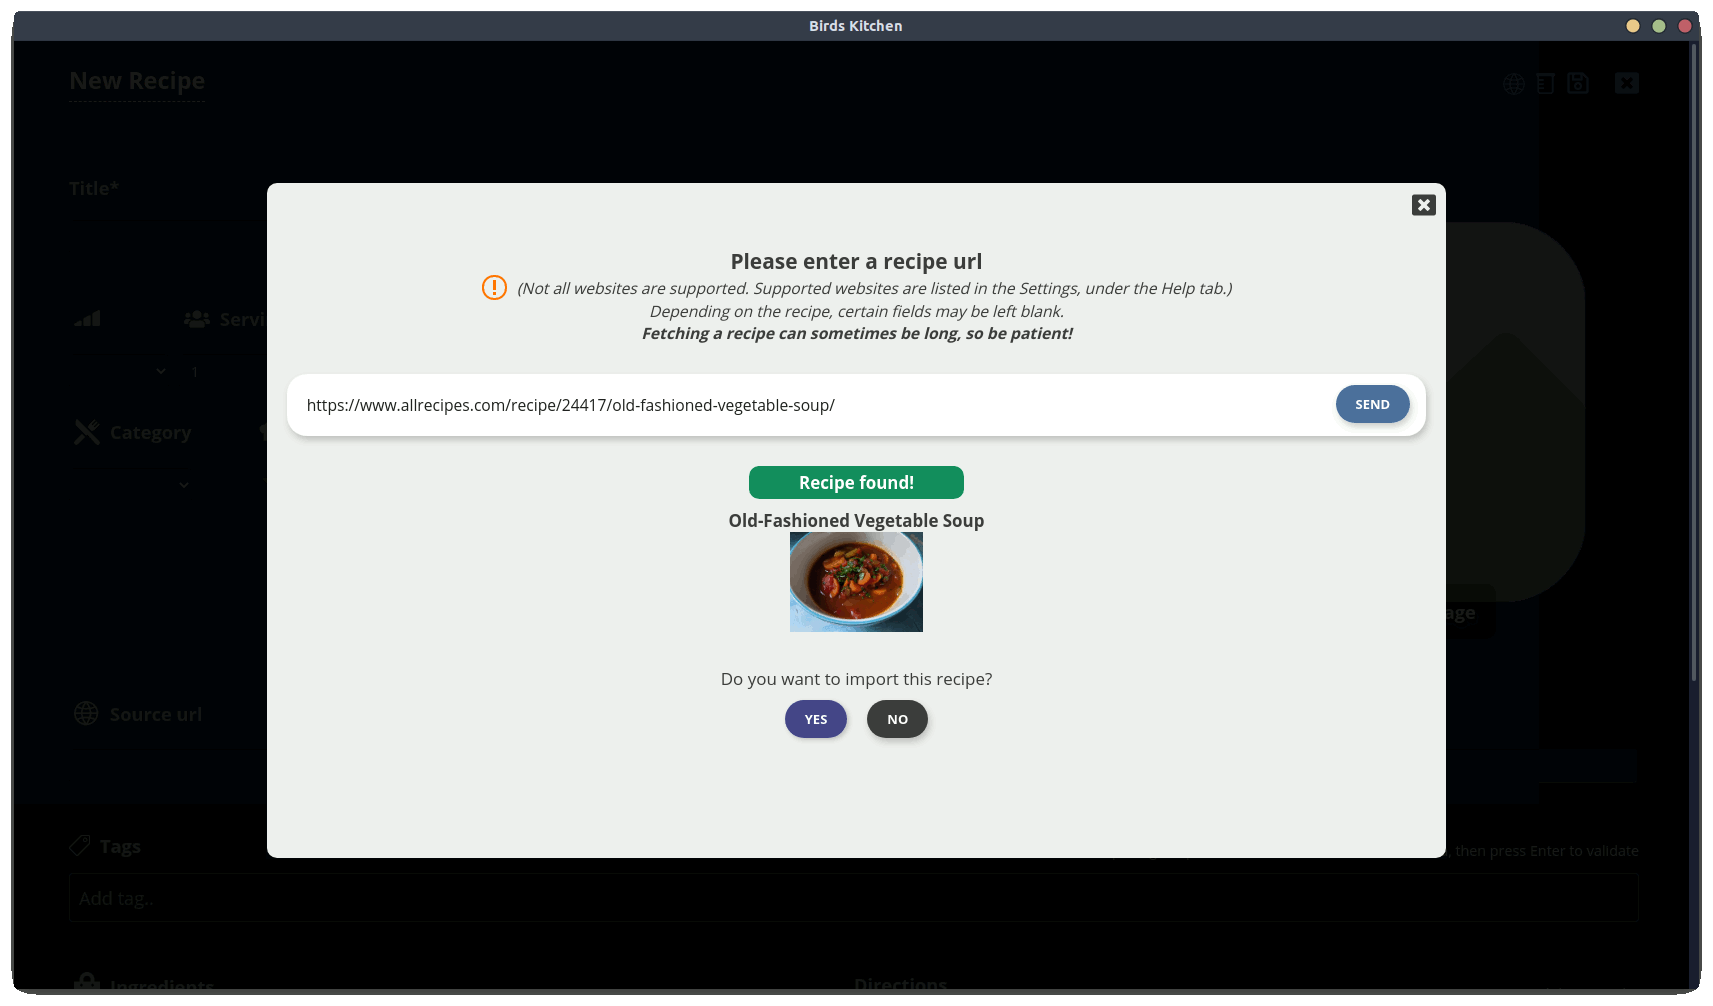 Birds Kitchen
New Recipe
Title*
Please enter a recipe url
(Not all websites are supported. Supported websites are listed in the Settings, under the Help tab.)
Depending on the recipe, certain fields may be left blank.
Fetching a recipe can sometimes be long, so be patient!
1
https://www.allrecipes.com/recipe/24417/old-fashioned-vegetable-soup/
SEND
Category
Recipe found!
Old-Fashioned Vegetable Soup
Do you want to import this recipe?
YES
NO
Source url
Tags
then press Enter to validate
Add tag..
Ingredients
Directions